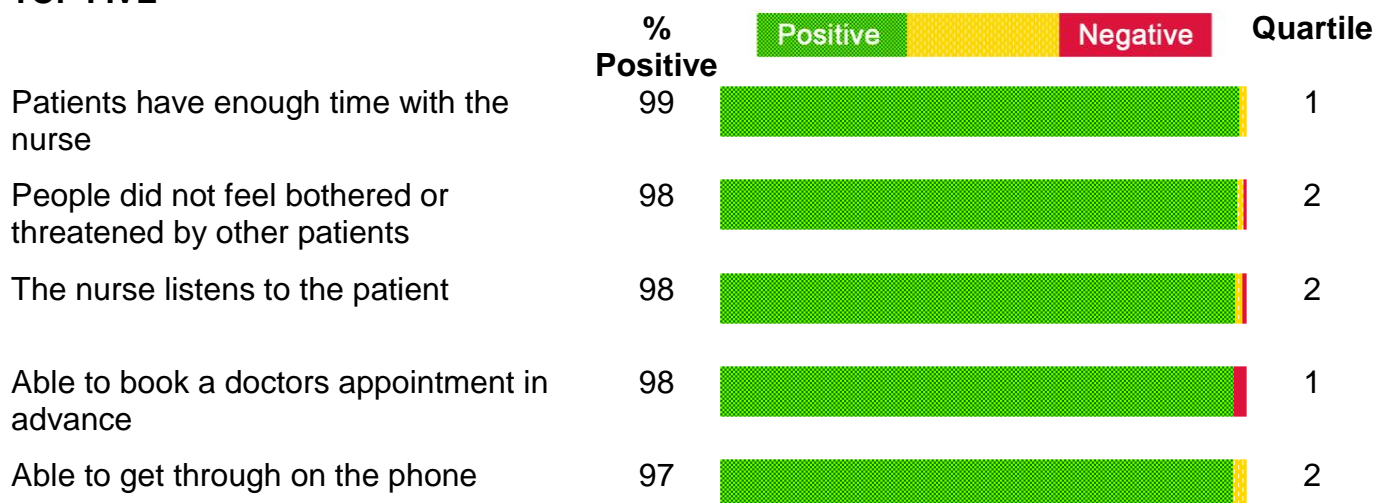 %
Positive
Positive
Negative
Quartile
Patients have enough time with the
nurse
99
1
People did not feel bothered or
threatened by other patients
98
2
The nurse listens to the patient
98
2
Able to book a doctors appointment in
advance
98
1
Able to get through on the phone
97
2